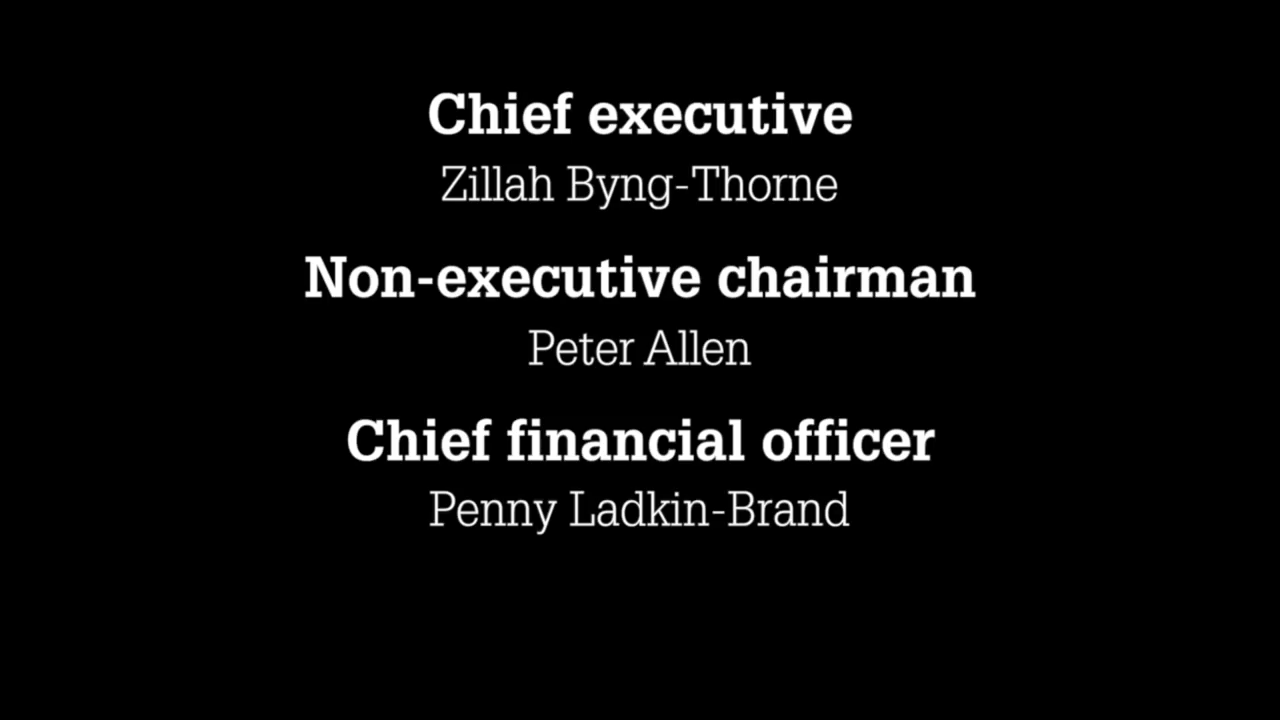 Chief executive
Zillah Byng-Thorne
Non-executive chairman
Peter Allen
Chief financial officer
Penny Ladkin-Brand